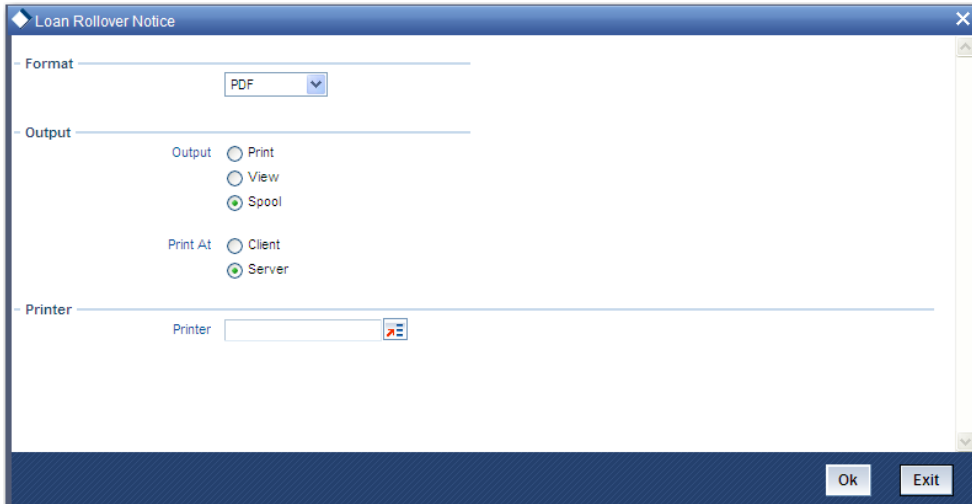 Loan Rollover Notice
Format
PDF
Output
Output Print
View
Spool
Print At Client
Server
Printer
Printer
Ok Exit